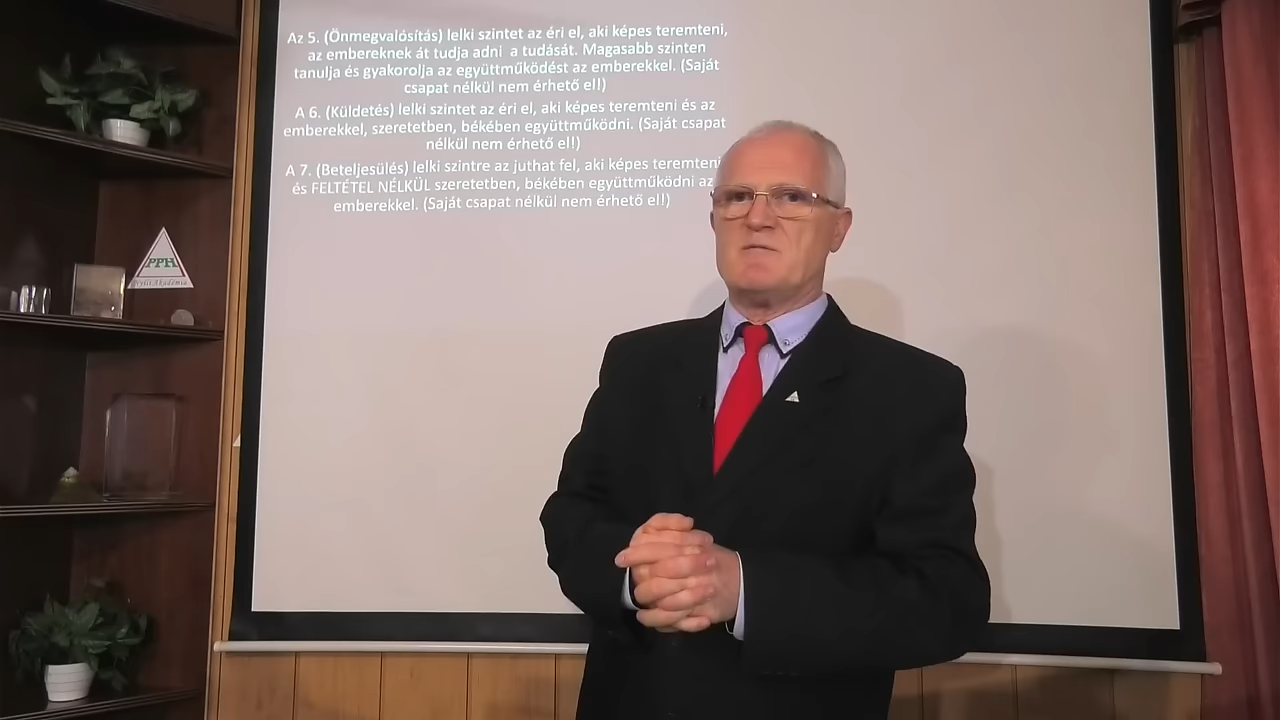 Az 5. (Önmegvalósítás) lelki szintet az éri el, aki képes teremteni,
az embereknek át tudja adni a tudását. Magasabb szinten
tanulja és gyakorolja az együttműködést az emberekkel. (Saját
csapat nélkül nem érhető el!)
A 6. (Küldetés) lelki szintet az éri el, aki képes teremteni és az
emberekkel, szeretetben, békében együttműködni. (Saját csapat
nélkül nem érhető el!)
A 7. (Beteljesülés) lelki szintre az juthat fel, aki képes teremteni
és FELTÉTEL NÉLKÜL szeretetben, békében együttműködni az
emberekkel. (Saját csapat nélkül nem érhető el!)
PPH
Akadémia